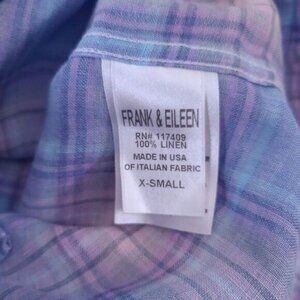 FRANK & EILEEN
RN# 117409
100% LINEN
MADE IN USA
OF ITALIAN FABRIC
X-SMALL